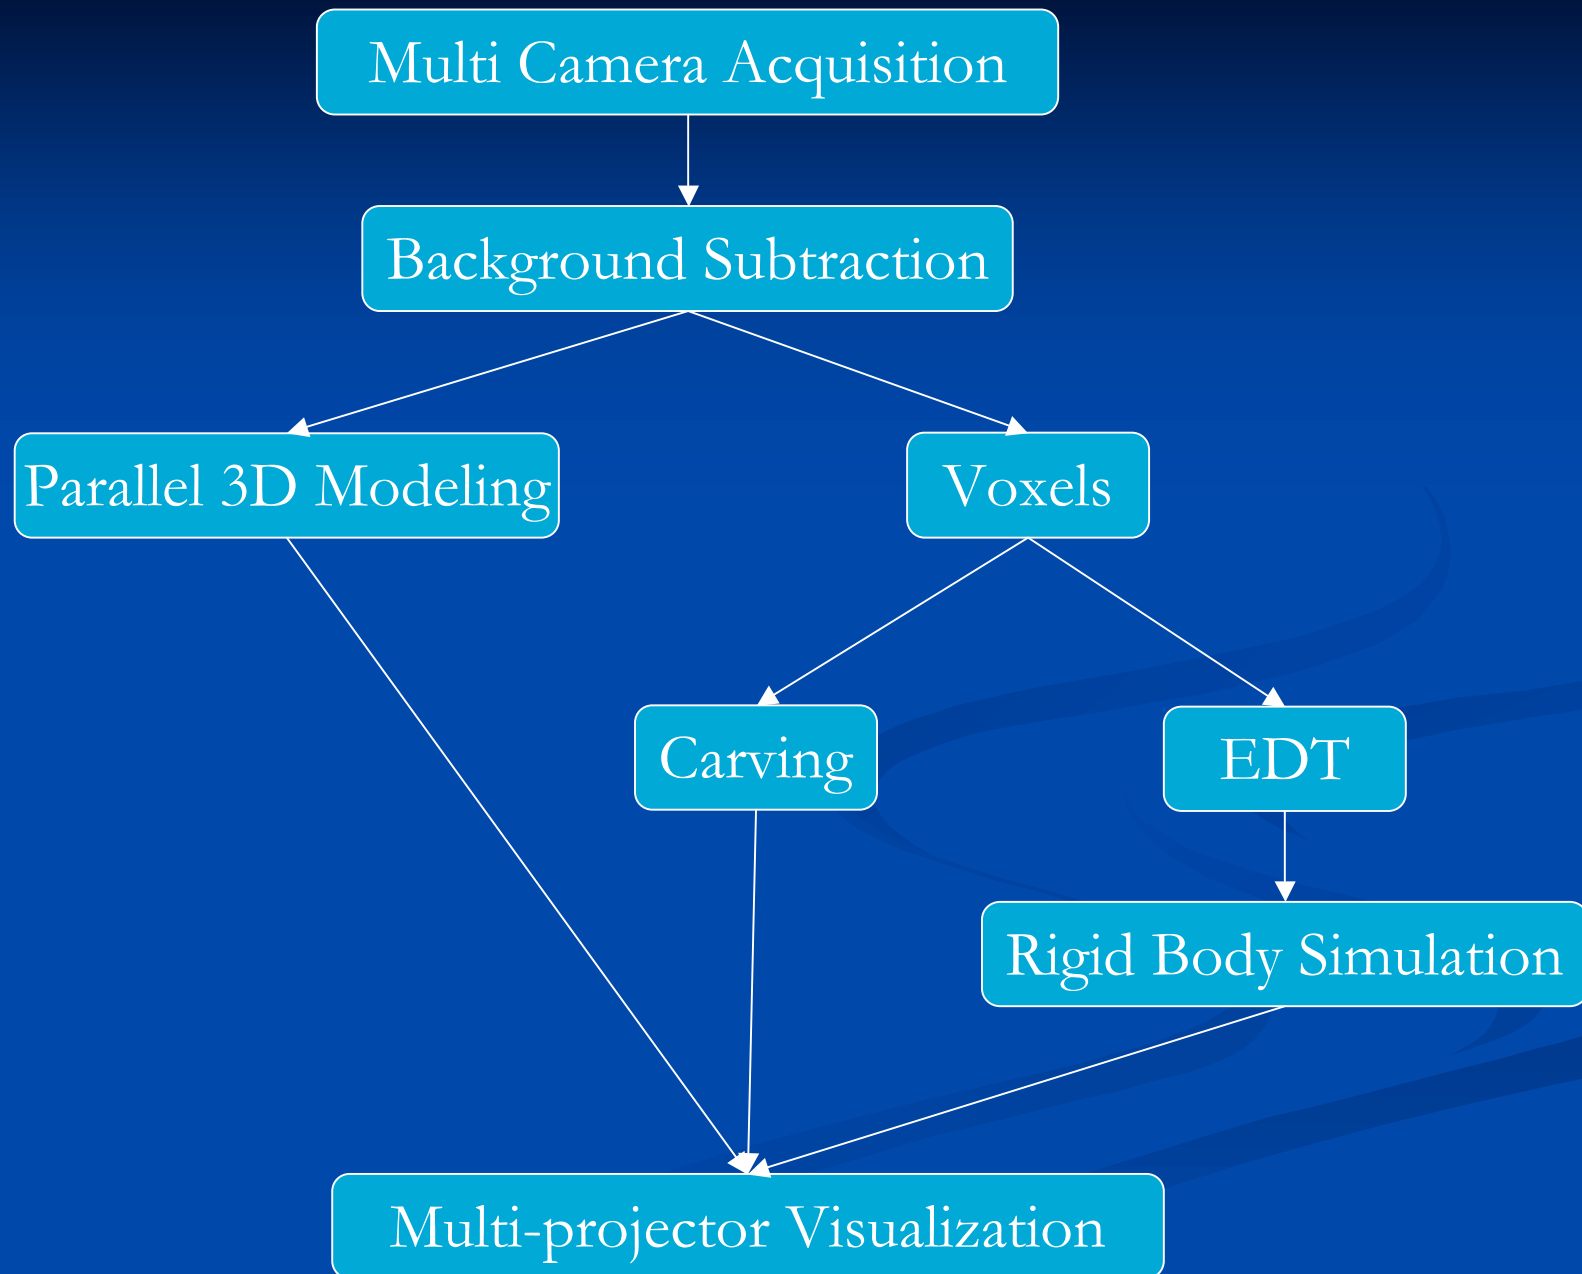 Multi Camera Acquisition
Background Subtraction
Parallel 3D Modeling
Voxels
Carving
EDT
Rigid Body Simulation
Multi-projector Visualization